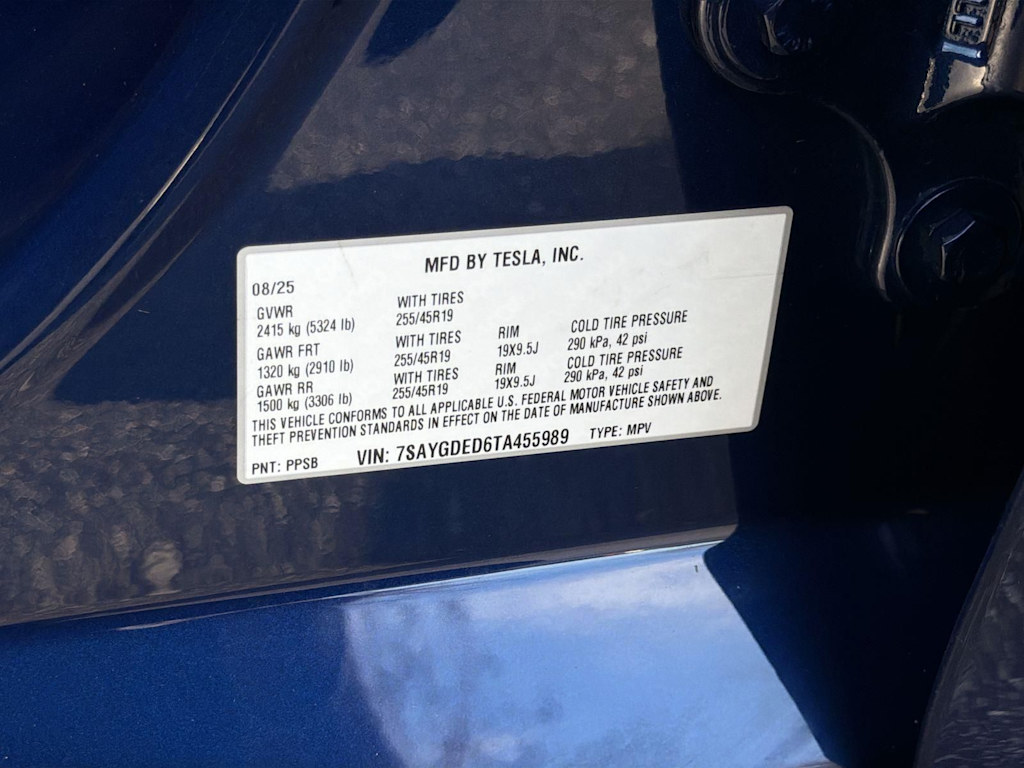 MFD BY TESLA, INC.
08/25
GVWR WITH TIRES
2415 kg (5324 lb) 255/45R19
GAWR FRT WITH TIRES RIM COLD TIRE PRESSURE
1320 kg (2910 lb) 255/45R19 19X9.5J 290 kPa, 42 psi
GAWR RR WITH TIRES RIM COLD TIRE PRESSURE
1500 kg (3306 lb) 255/45R19 19X9.5J 290 kPa, 42 psi
THIS VEHICLE CONFORMS TO ALL APPLICABLE U.S. FEDERAL MOTOR VEHICLE SAFETY AND
THEFT PREVENTION STANDARDS IN EFFECT ON THE DATE OF MANUFACTURE SHOWN ABOVE.
PNT: PPSB VIN: 7SAYGDED6TA455989 TYPE: MPV